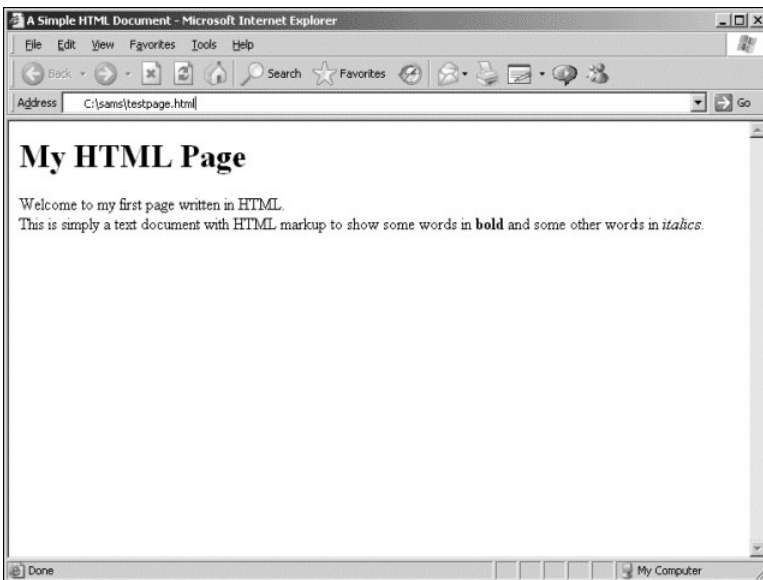 A Simple HTML Document - Microsoft Internet Explorer
File Edit View Favorites Tools Help
Back Search Favorites
Address C:\sams\testpage.html Go
My HTML Page
Welcome to my first page written in HTML.
This is simply a text document with HTML markup to show some words in bold and some other words in italics.
Done My Computer